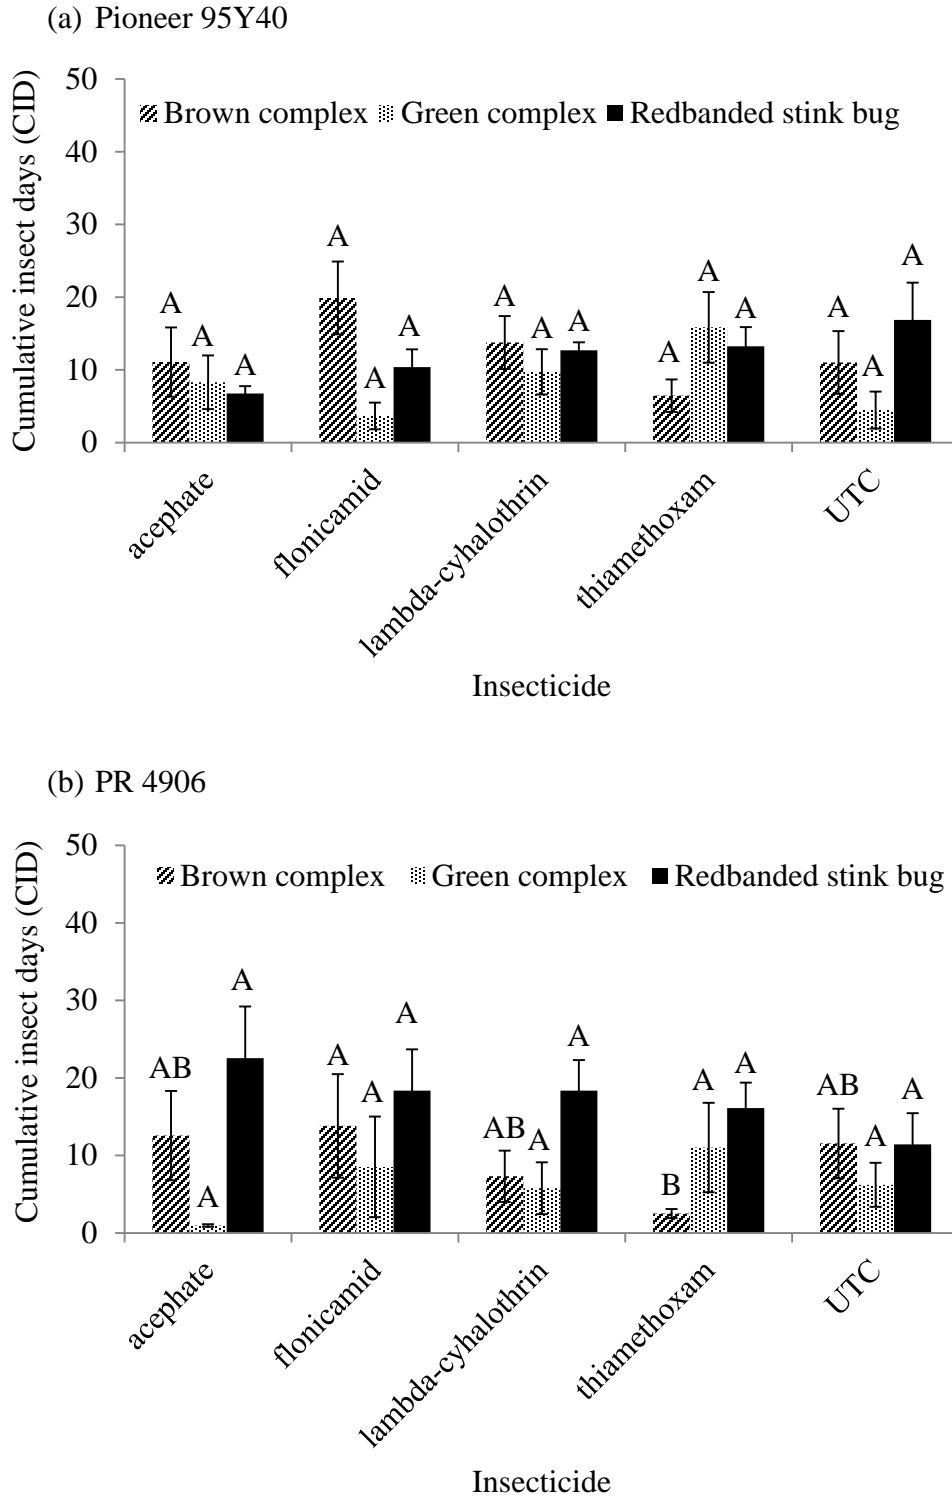 (a) Pioneer 95Y40
Cumulative insect days (CID)
50
40
30
20
10
0
Brown complex Green complex Redbanded stink bug
A A A A A A A A A A A A A A A
acephate
flonicamid
lambda-cyhalothrin
thiamethoxam
UTC
Insecticide
(b) PR 4906
Cumulative insect days (CID)
50
40
30
20
10
0
Brown complex Green complex Redbanded stink bug
AB A A A A A AB A A B A A AB A A
acephate
flonicamid
lambda-cyhalothrin
thiamethoxam
UTC
Insecticide